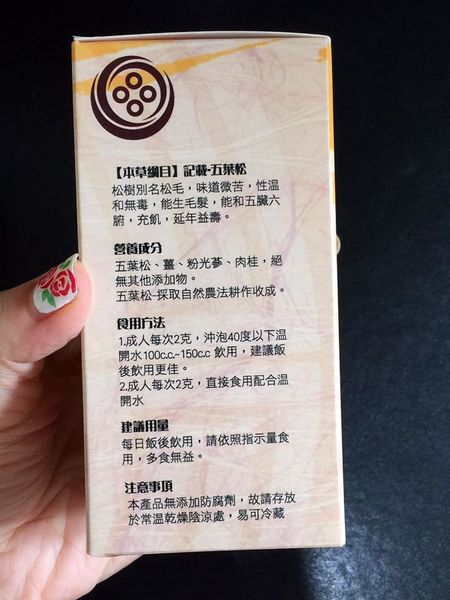 【本草綱目】記載-五葉松
松樹別名松毛，味道微苦，性溫
和無毒，能生毛髮，能和五臟六
腑，充飢，延年益壽。
營養成分
五葉松、薑、粉光蔘、肉桂，絕
無其他添加物。
五葉松-採取自然農法耕作收成。
食用方法
1.成人每次2克，沖泡40度以下溫
開水100c.c.~150c.c 飲用，建議飯
後飲用更佳。
2.成人每次2克，直接食用配合溫
開水
建議用量
每日飯後飲用，請依照指示量食
用，多食無益。
注意事項
本產品無添加防腐劑，故請存放
於常溫乾燥陰涼處，易可冷藏